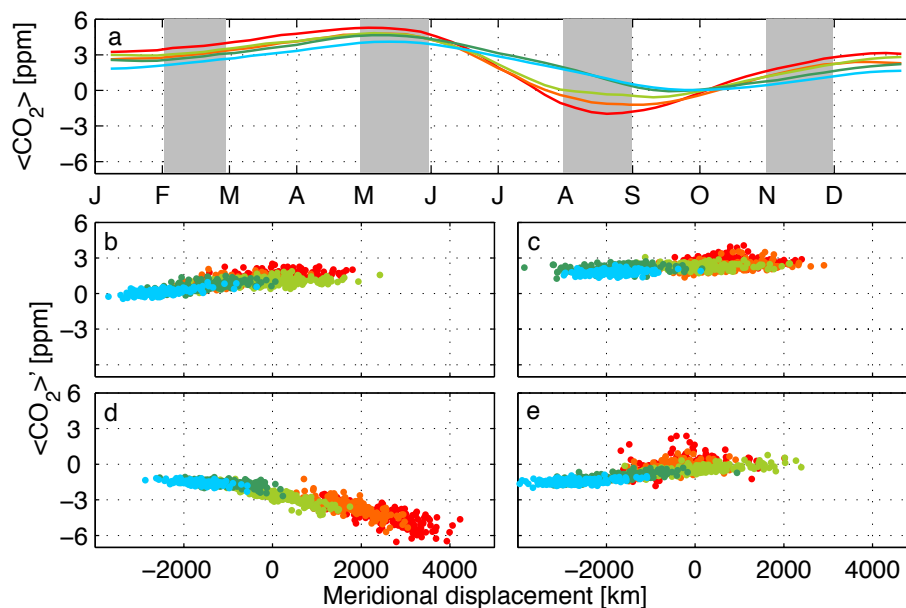 a
<CO2> [ppm]
6
3
0
−3
−6
J F M A M J J A S O N D
b
c
6
3
0
−3
d
e
<CO2>' [ppm]
6
3
0
−3
−6
−2000 0 2000 4000 −2000 0 2000 4000
Meridional displacement [km]